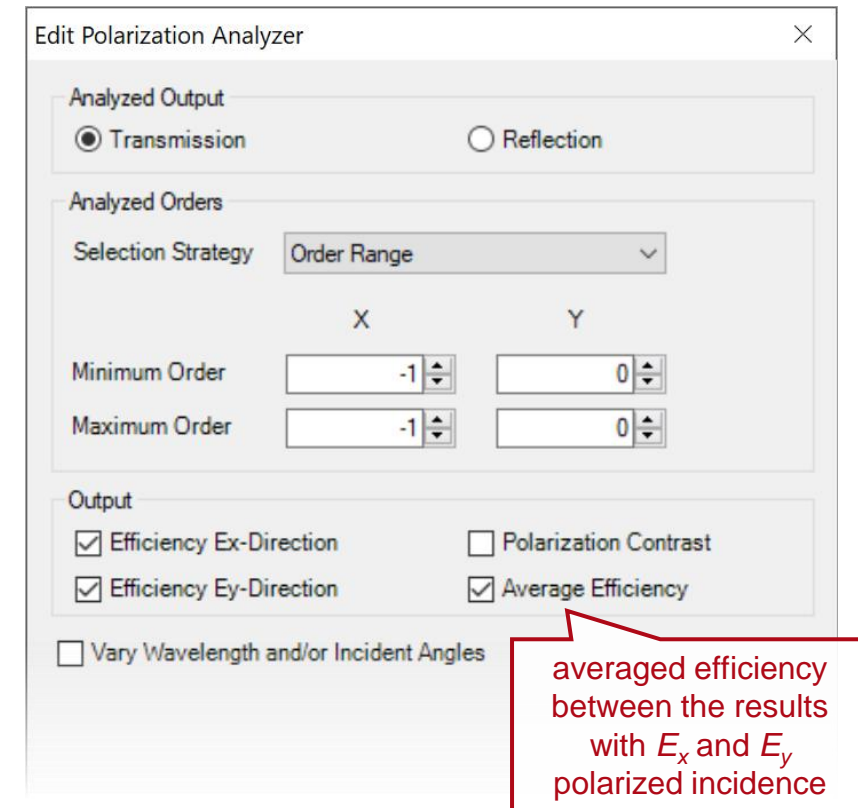 Edit Polarization Analyzer
Analyzed Output
Transmission
Reflection
Analyzed Orders
Selection Strategy
Order Range
X
Y
Minimum Order
-1
0
Maximum Order
-1
0
Output
Efficiency Ex-Direction
Polarization Contrast
Efficiency Ey-Direction
Average Efficiency
Vary Wavelength and/or Incident Angles
averaged efficiency
between the results
with Ex and Ey
polarized incidence